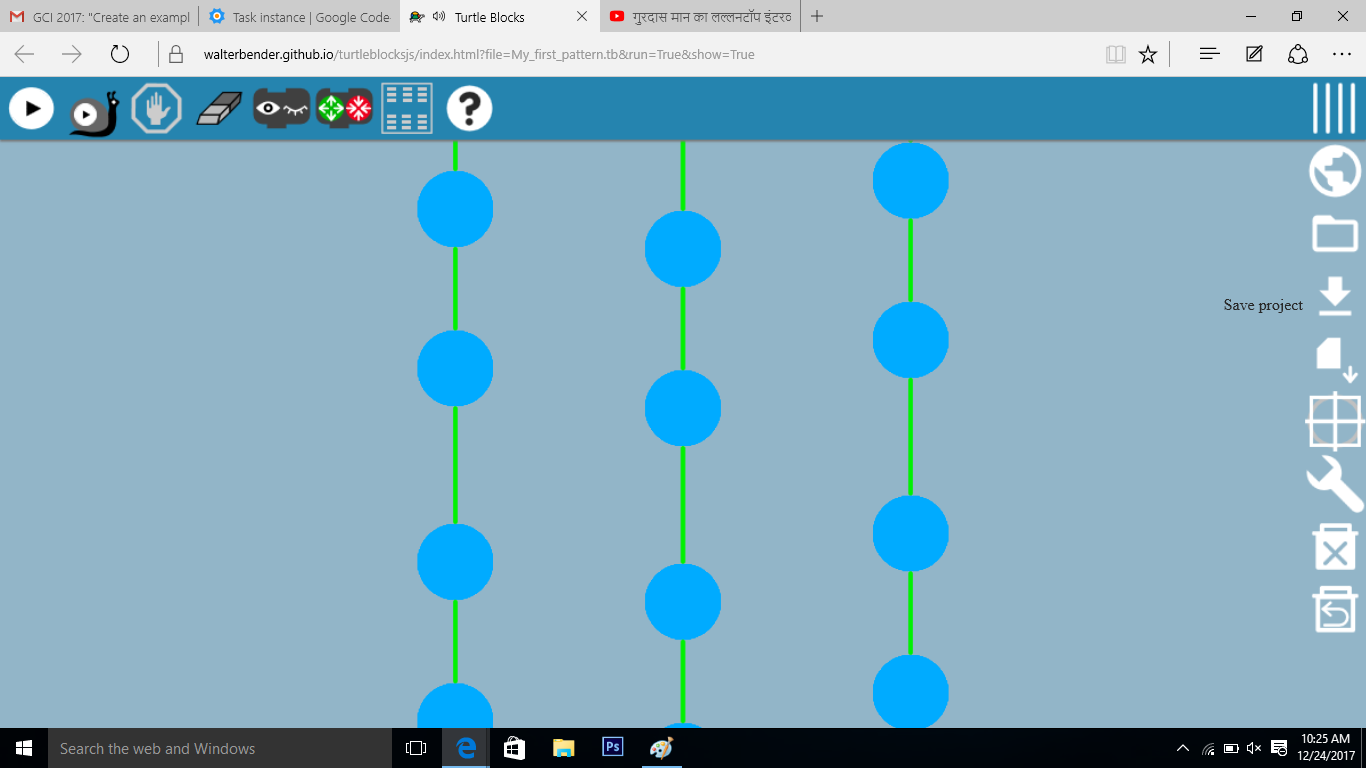 GCI 2017: "Create an exampl
Task instance | Google Code
Turtle Blocks
गुरदास मान का लल्लनटॉप इंटरव
walterbender.github.io/turtleblocksjs/index.html?file=My_first_pattern.tb&run=True&show=True
?
Save project
Search the web and Windows
Ps
10:25 AM
12/24/2017